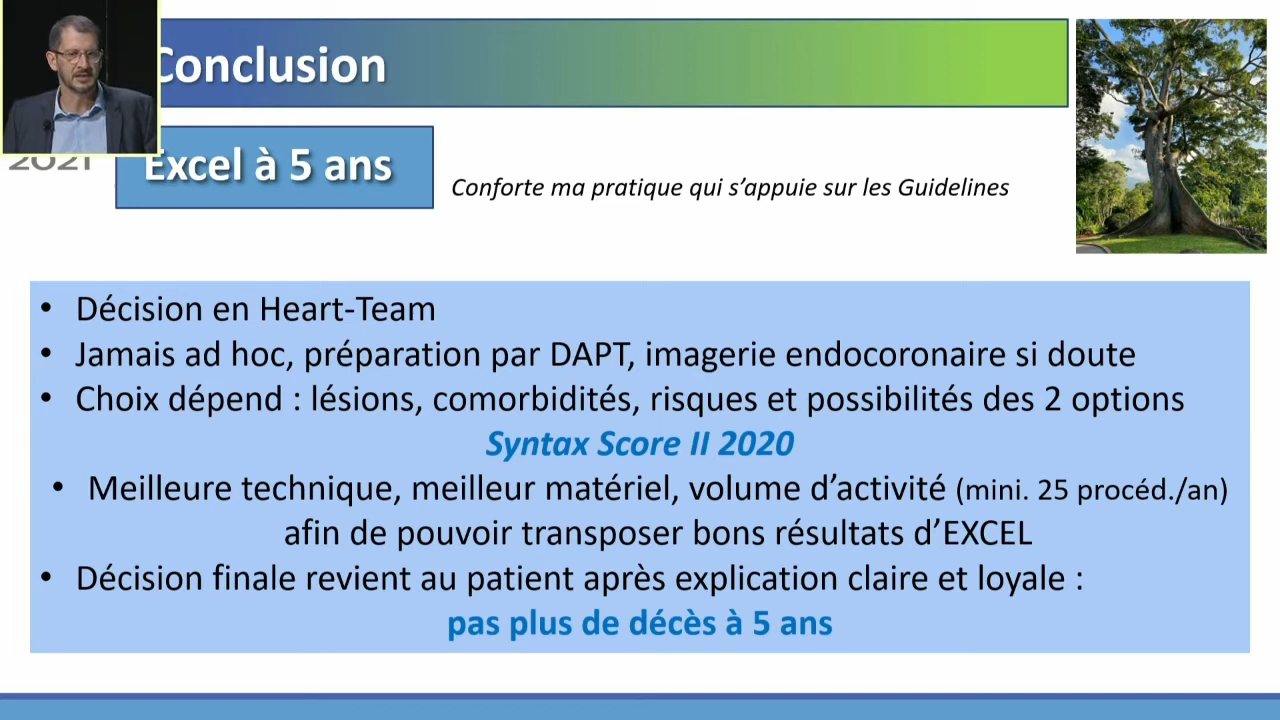 Conclusion
2021
Excel à 5 ans
Conforte ma pratique qui s’appuie sur les Guidelines
• Décision en Heart-Team
• Jamais ad hoc, préparation par DAPT, imagerie endocoronaire si doute
• Choix dépend : lésions, comorbidités, risques et possibilités des 2 options
Syntax Score II 2020
• Meilleure technique, meilleur matériel, volume d’activité (mini. 25 procéd./an)
afin de pouvoir transposer bons résultats d’EXCEL
• Décision finale revient au patient après explication claire et loyale :
pas plus de décès à 5 ans